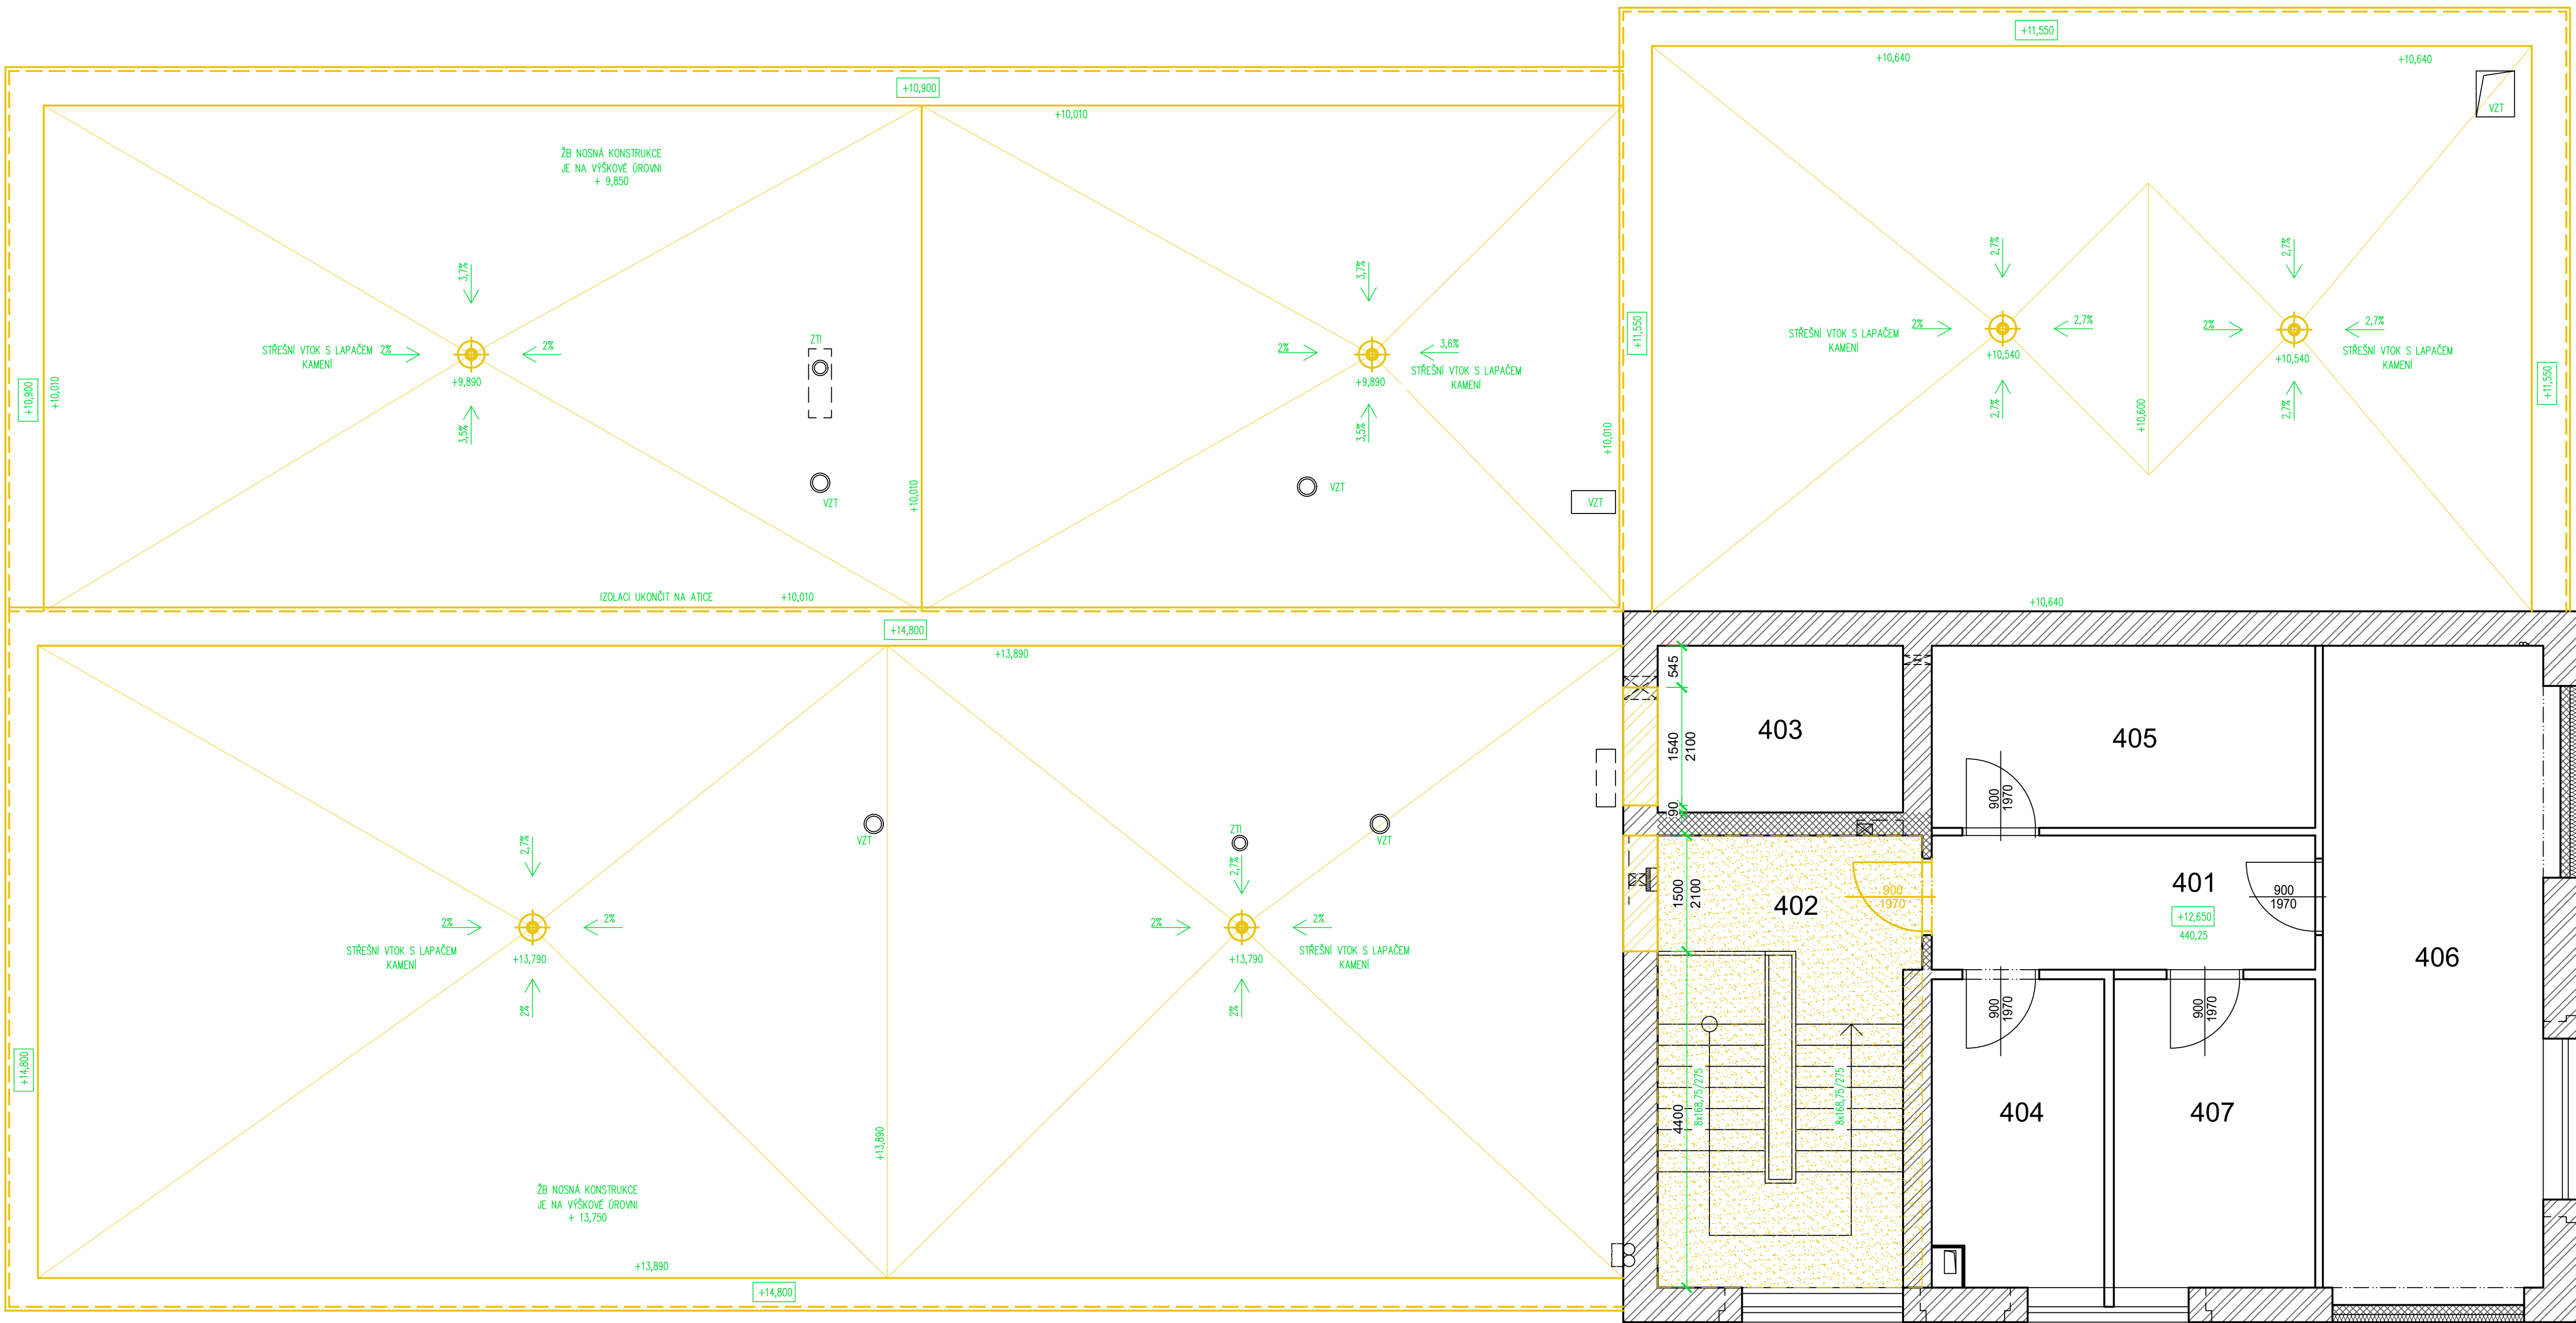 +11,550
+10,640
+10,640
VZT
+10,900
+10,010
ŽB NOSNÁ KONSTRUKCE
JE NA VÝŠKOVÉ ÚROVNI
+ 9,850
3,7%
3,7%
2,7%
2,7%
STŘEŠNÍ VTOK S LAPAČEM
KAMENÍ
2%
2%
+9,890
3,5%
ZTI
VZT
2%
3,6%
STŘEŠNÍ VTOK S LAPAČEM
KAMENÍ
+9,890
3,5%
VZT
VZT
+10,900
+10,010
+10,010
+10,010
+11,550
STŘEŠNÍ VTOK S LAPAČEM
KAMENÍ
2%
2,7%
+10,540
2,7%
+10,600
2%
2,7%
+10,540
STŘEŠNÍ VTOK S LAPAČEM
KAMENÍ
2,7%
+11,550
IZOLACI UKONČIT NA ATICE
+10,010
+10,640
+14,800
+13,890
2,7%
2%
2%
STŘEŠNÍ VTOK S LAPAČEM
KAMENÍ
+13,790
2%
VZT
ZTI
2,7%
VZT
2%
2%
+13,790
STŘEŠNÍ VTOK S LAPAČEM
KAMENÍ
2%
+14,800
+13,890
ŽB NOSNÁ KONSTRUKCE
JE NA VÝŠKOVÉ ÚROVNI
+ 13,750
+13,890
+14,800
545
1540
2100
90
1500
2100
4400
403
405
900
1970
402
900
1970
401
+12,650
440,25
900
1970
406
900
1970
900
1970
404
407
8x168,75/275
8x168,75/275